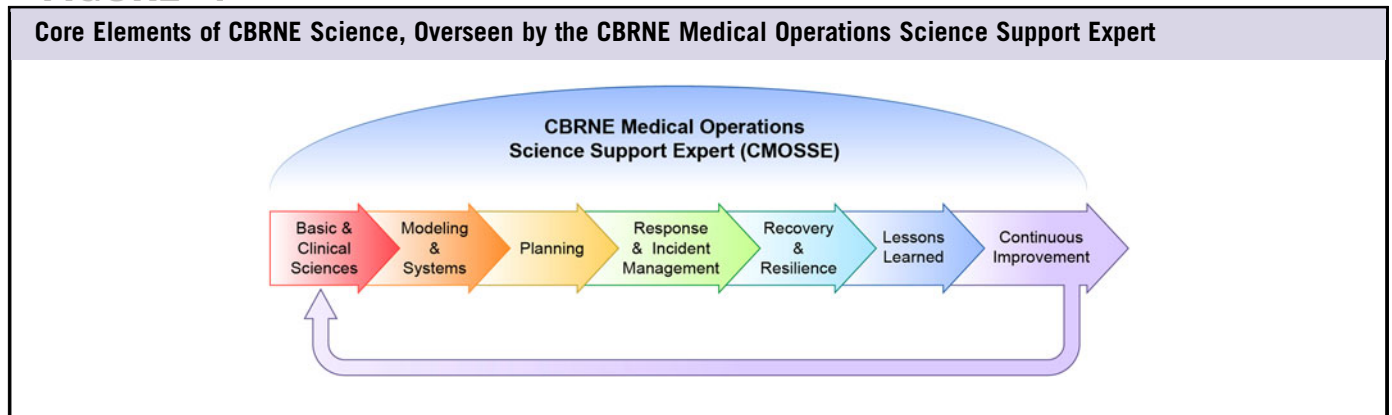 Core Elements of CBRNE Science, Overseen by the CBRNE Medical Operations Science Support Expert
CBRNE Medical Operations
Science Support Expert (CMOSSE)
Basic &
Clinical
Sciences
Modeling
&
Systems
Planning
Response
& Incident
Management
Recovery
&
Resilience
Lessons
Learned
Continuous
Improvement